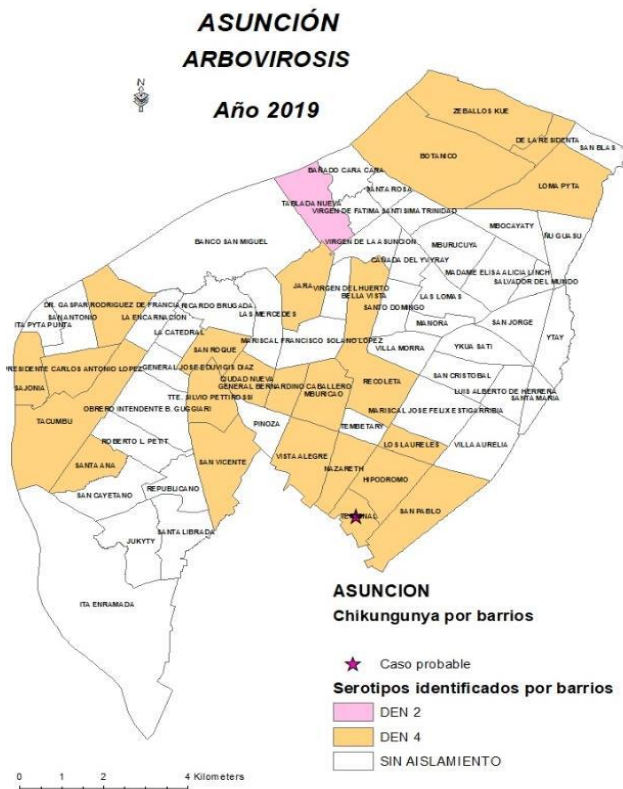 ASUNCIÓN
ARBOVIROSIS
Año 2019
N
ZEBALLOS KUE
DE LA RESIDENTA
SAN BLAS
BOTANICO
LOMA PYTA
BAÑADO CARA CARA
SANTA ROSA
TABLADA NUEVA
VIRGEN DE FATIMA SANTISIMA TRINIDAD
MBOCAYATY
ÑU GUASU
BANCO SAN MIGUEL
VIRGEN DE LA ASUNCION
MBURUCUYA
CAÑADA DEL YVYRAY
MADAME ELISA ALICIA LINCH
SALVADOR DEL MUNDO
JARA
VIRGEN DEL HUERTO
BELLA VISTA
LAS LOMAS
DR. GASPAR RODRIGUEZ DE FRANCIA
RICARDO BRUGADA
SANTO DOMINGO
SAN ANTONIO
LA ENCARNACION
LAS MERCEDES
ITA PYTA PUNTA
MANORA
SAN JORGE
LA CATEDRAL
MARISCAL FRANCISCO SOLANO LOPEZ
YTAY
VILLA MORRA
YKUA SATI
SAN ROQUE
PRESIDENTE CARLOS ANTONIO LOPEZ
GENERAL JOSE EDUVIGIS DIAZ
SAN CRISTOBAL
CIUDAD NUEVA
SAJONIA
GENERAL BERNARDINO CABALLERO
RECOLETA
LUIS ALBERTO DE HERRERA
MBURICAO
SANTA MARIA
TTE. SILVIO PETTIROSSI
OBRERO INTENDENTE B. GUGGIARI
MARISCAL JOSE FELIX ESTIGARRIBIA
TACUMBU
PINOZA
TEMBETARY
ROBERTO L. PETIT
LOS LAURELES
VILLA AURELIA
VISTA ALEGRE
SANTA ANA
SAN VICENTE
NAZARETH
HIPODROMO
REPUBLICANO
SAN CAYETANO
SAN PABLO
SANTA LIBRADA
JUKYTY
ITA ENRAMADA
ASUNCION
Chikungunya por barrios
Caso probable
Serotipos identificados por barrios
DEN 2
DEN 4
SIN AISLAMIENTO
0 1 2 4 Kilometers